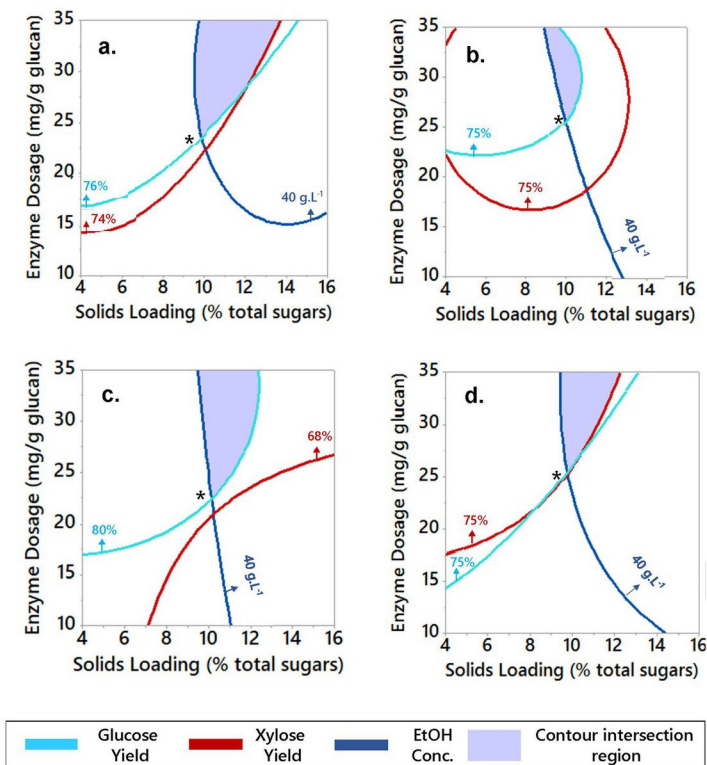 a.
Enzyme Dosage (mg/g glucan)
35
30
25
20
15
10
76%
74%
*
40 g.L-1
4 6 8 10 12 14 16
Solids Loading (% total sugars)
b.
Enzyme Dosage (mg/g glucan)
35
30
25
20
15
10
75%
75%
*
40 g.L-1
4 6 8 10 12 14 16
Solids Loading (% total sugars)
c.
Enzyme Dosage (mg/g glucan)
35
30
25
20
15
10
68%
80%
*
40 g.L-1
4 6 8 10 12 14 16
Solids Loading (% total sugars)
d.
Enzyme Dosage (mg/g glucan)
35
30
25
20
15
10
75%
75%
*
40 g.L-1
4 6 8 10 12 14 16
Solids Loading (% total sugars)
Glucose
Yield
Xylose
Yield
EtOH
Conc.
Contour intersection
region